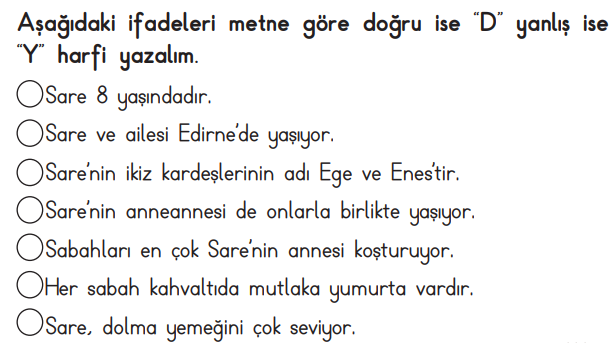 Aşağıdaki ifadeleri metne göre doğru ise "D" yanlış ise
"Y" harfi yazalım.
Sare 8 yaşındadır.
Sare ve ailesi Edirne'de yaşıyor.
Sare'nin ikiz kardeşlerinin adı Ege ve Enes'tir.
Sare'nin anneannesi de onlarla birlikte yaşıyor.
Sabahları en çok Sare'nin annesi koşturuyor.
Her sabah kahvaltıda mutlaka yumurta vardır.
Sare, dolma yemeğini çok seviyor.